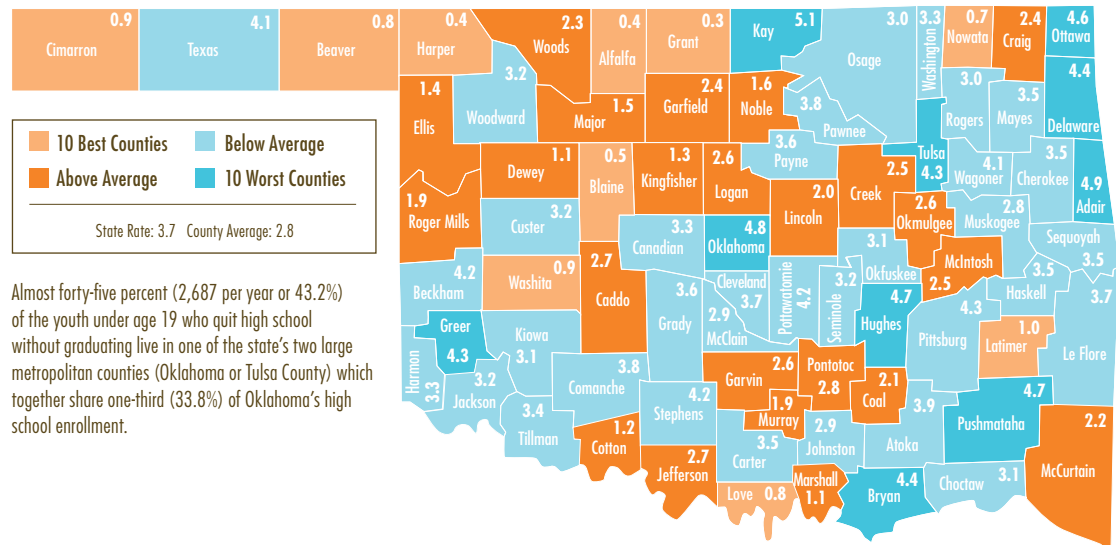 0.9
Cimarron
4.1
Texas
0.8
Beaver
0.4
Harper
2.3
Woods
0.4
Alfalfa
0.3
Grant
5.1
Kay
3.0
Osage
3.3
Washington
0.7
Nowata
2.4
Craig
4.6
Ottawa
1.4
Ellis
3.2
Woodward
1.5
Major
2.4
Garfield
1.6
Noble
3.8
Pawnee
3.0
Rogers
3.5
Mayes
4.4
Delaware
10 Best Counties
Below Average
Above Average
10 Worst Counties
State Rate: 3.7 County Average: 2.8
1.1
Dewey
0.5
Blaine
1.3
Kingfisher
2.6
Logan
3.6
Payne
2.5
Creek
Tulsa
4.3
4.1
Wagoner
3.5
Cherokee
4.9
Adair
1.9
Roger Mills
3.2
Custer
3.3
Canadian
4.8
Oklahoma
2.0
Lincoln
2.6
Okmulgee
2.8
Muskogee
Sequoyah
3.5
4.2
Beckham
0.9
Washita
2.7
Caddo
3.6
Grady
Cleveland
3.7
2.9
McClain
Pottawatamie
4.2
3.2
Seminole
3.1
Okfuskee
McIntosh
2.5
3.5
Haskell
3.7
Le Flore
4.7
Hughes
4.3
Pittsburg
1.0
Latimer
Almost forty-five percent (2,687 per year or 43.2%)
of the youth under age 19 who quit high school
without graduating live in one of the state's two large
metropolitan counties (Oklahoma or Tulsa County) which
together share one-third (33.8%) of Oklahoma's high
school enrollment.
Greer
4.3
Kiowa
3.1
Harmon
3.3
3.2
Jackson
3.4
Tillman
3.8
Comanche
1.2
Cotton
4.2
Stephens
2.7
Jefferson
2.6
Garvin
1.9
Murray
Pontotoc
2.8
2.1
Coal
3.9
Atoka
4.7
Pushmataha
2.2
McCurtain
3.5
Carter
2.9
Johnston
Love 0.8
Marshall
1.1
4.4
Bryan
3.1
Choctaw